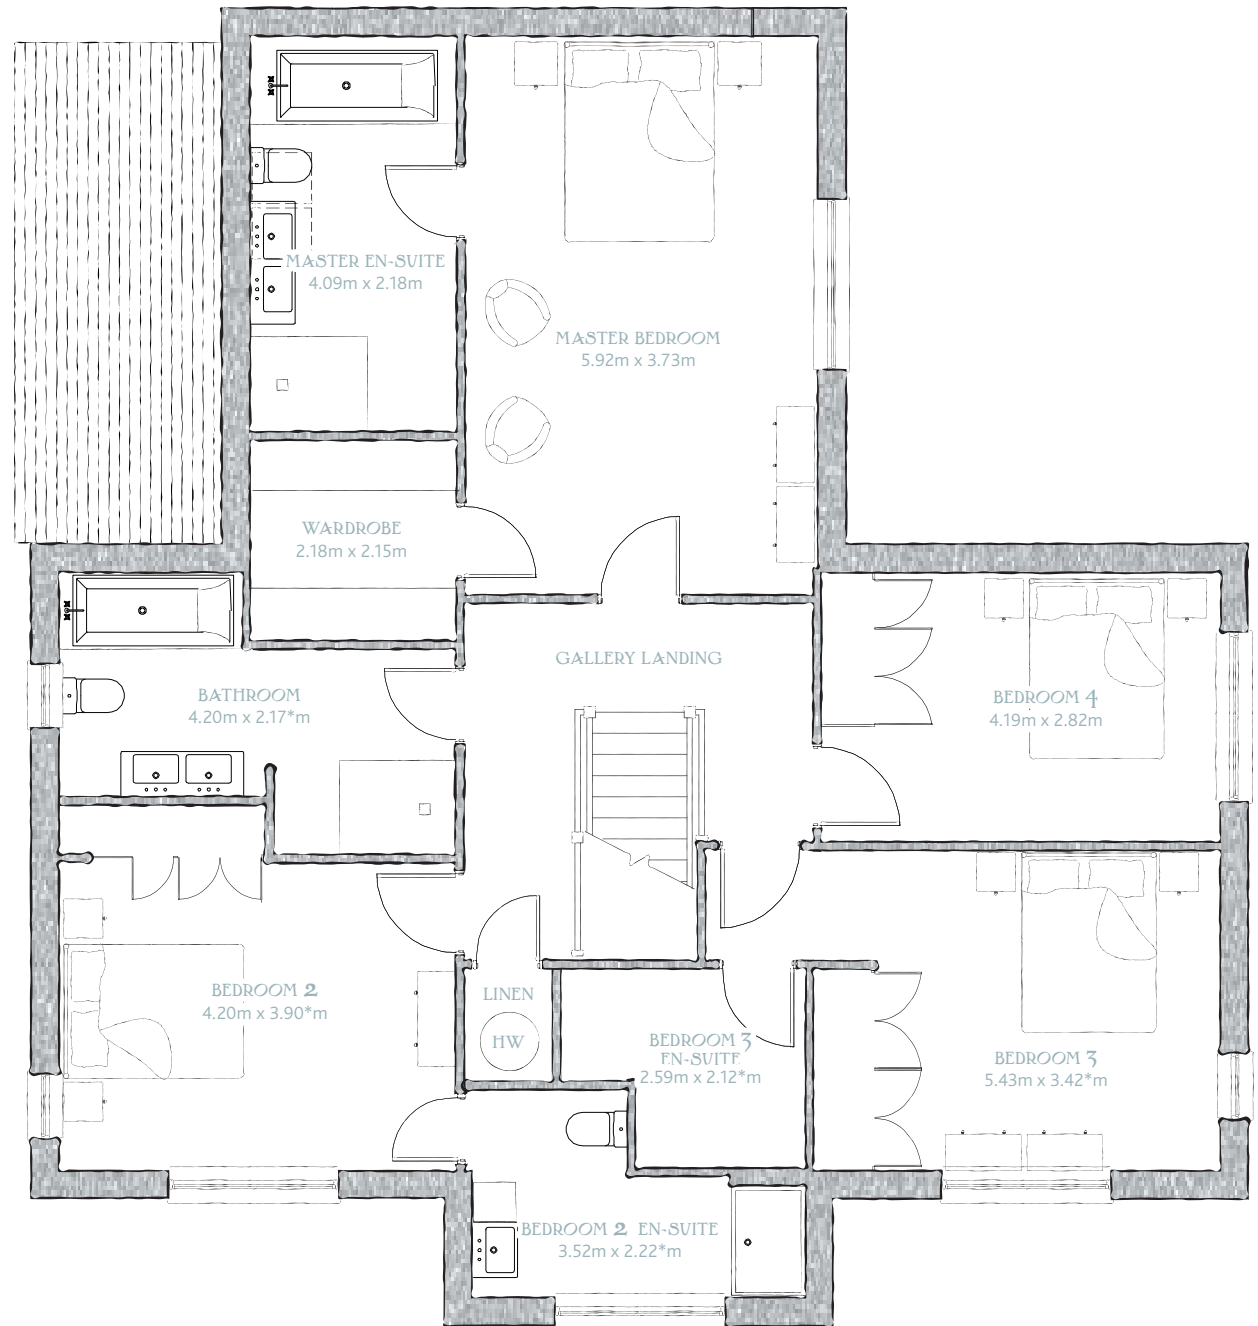 MASTER EN-SUITE
4.09m x 2.18m
MASTER BEDROOM
5.92m x 3.73m
WARDROBE
2.18m x 2.15m
GALLERY LANDING
BATHROOM
4.20m x 2.17*m
BEDROOM 4
4.19m x 2.82m
BEDROOM 2
4.20m x 3.90*m
LINEN
HW
BEDROOM 3
EN-SUITE
2.59m x 2.12*m
BEDROOM 3
5.43m x 3.42*m
BEDROOM 2 EN-SUITE
3.52m x 2.22*m